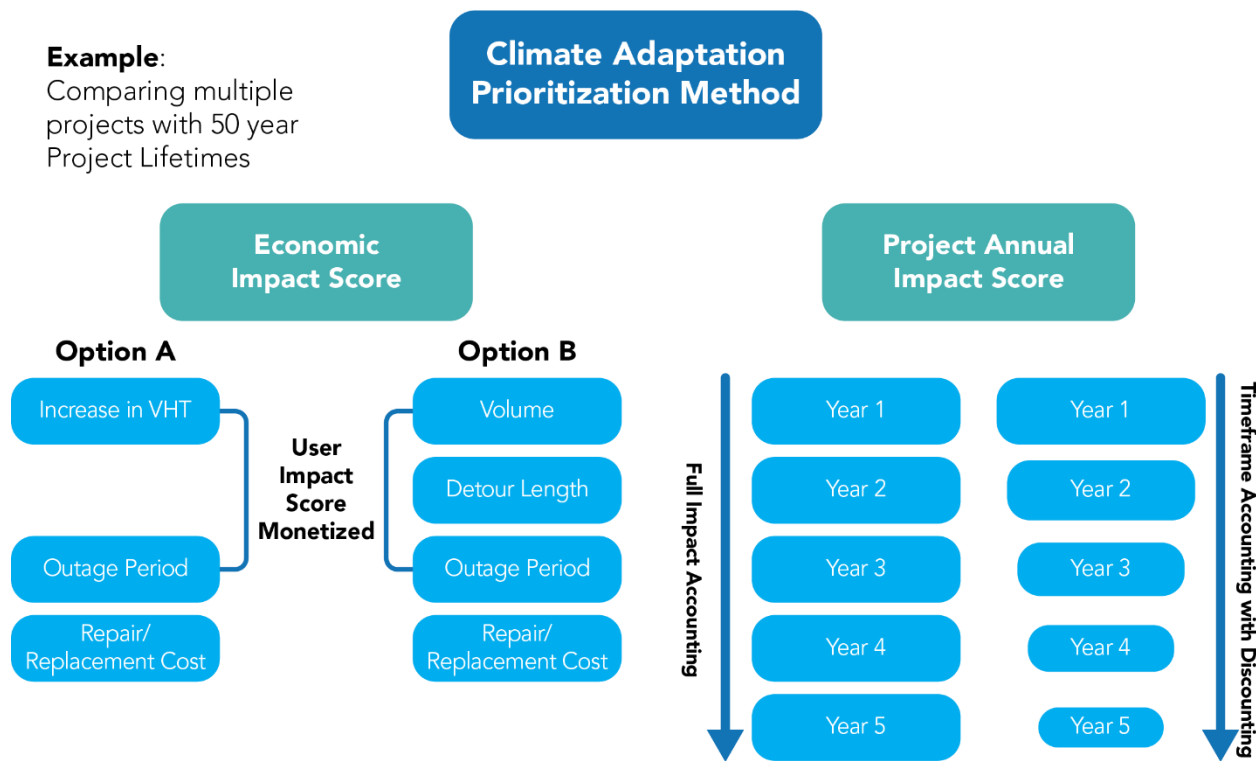 Example:
Comparing multiple
projects with 50 year
Project Lifetimes
Climate Adaptation
Prioritization Method
Economic
Impact Score
Option A
Increase in VHT
Outage Period
Repair/
Replacement Cost
User
Impact
Score
Monetized
Option B
Volume
Detour Length
Outage Period
Repair/
Replacement Cost
Project Annual
Impact Score
Full Impact Accounting
Year 1
Year 2
Year 3
Year 4
Year 5
Year 1
Year 2
Year 3
Year 4
Year 5
Timeframe Accounting with Discounting